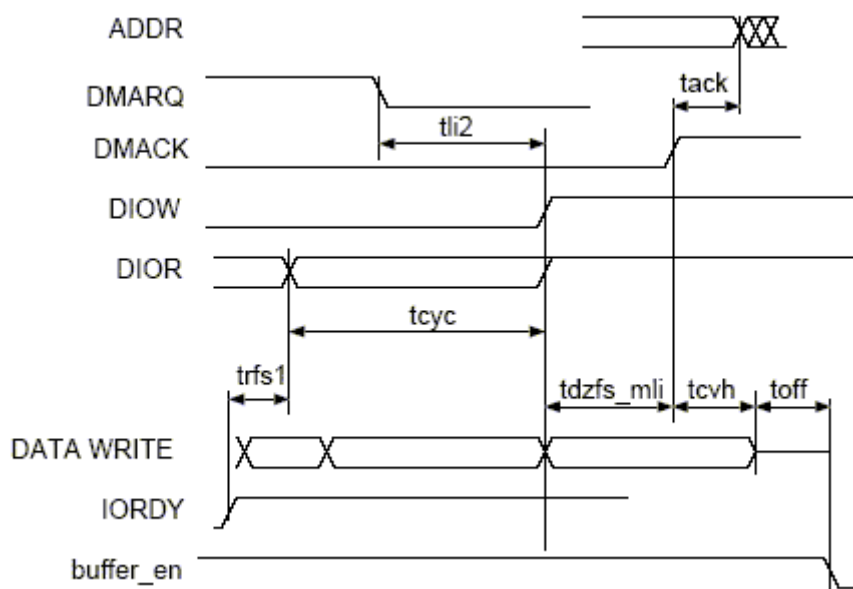 ADDR
tack
DMARQ
tli2
DMACK
DIOW
DIOR
tcyc
trfs1
tdzfs_mli
tcvh
toff
DATA WRITE
IORDY
buffer_en